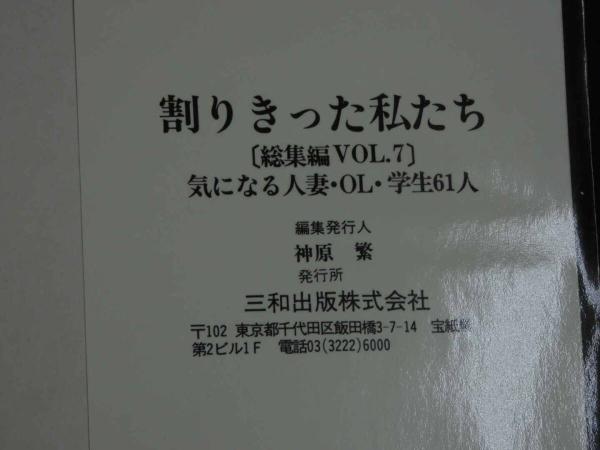 割りきった私たち
〔総集編VOL.7〕
気になる人妻・OL・学生61人
編集発行人
神原 繁
発行所
三和出版株式会社
〒102 東京都千代田区飯田橋3-7-14 宝紙
第2ビル1F 電話03(3222)6000